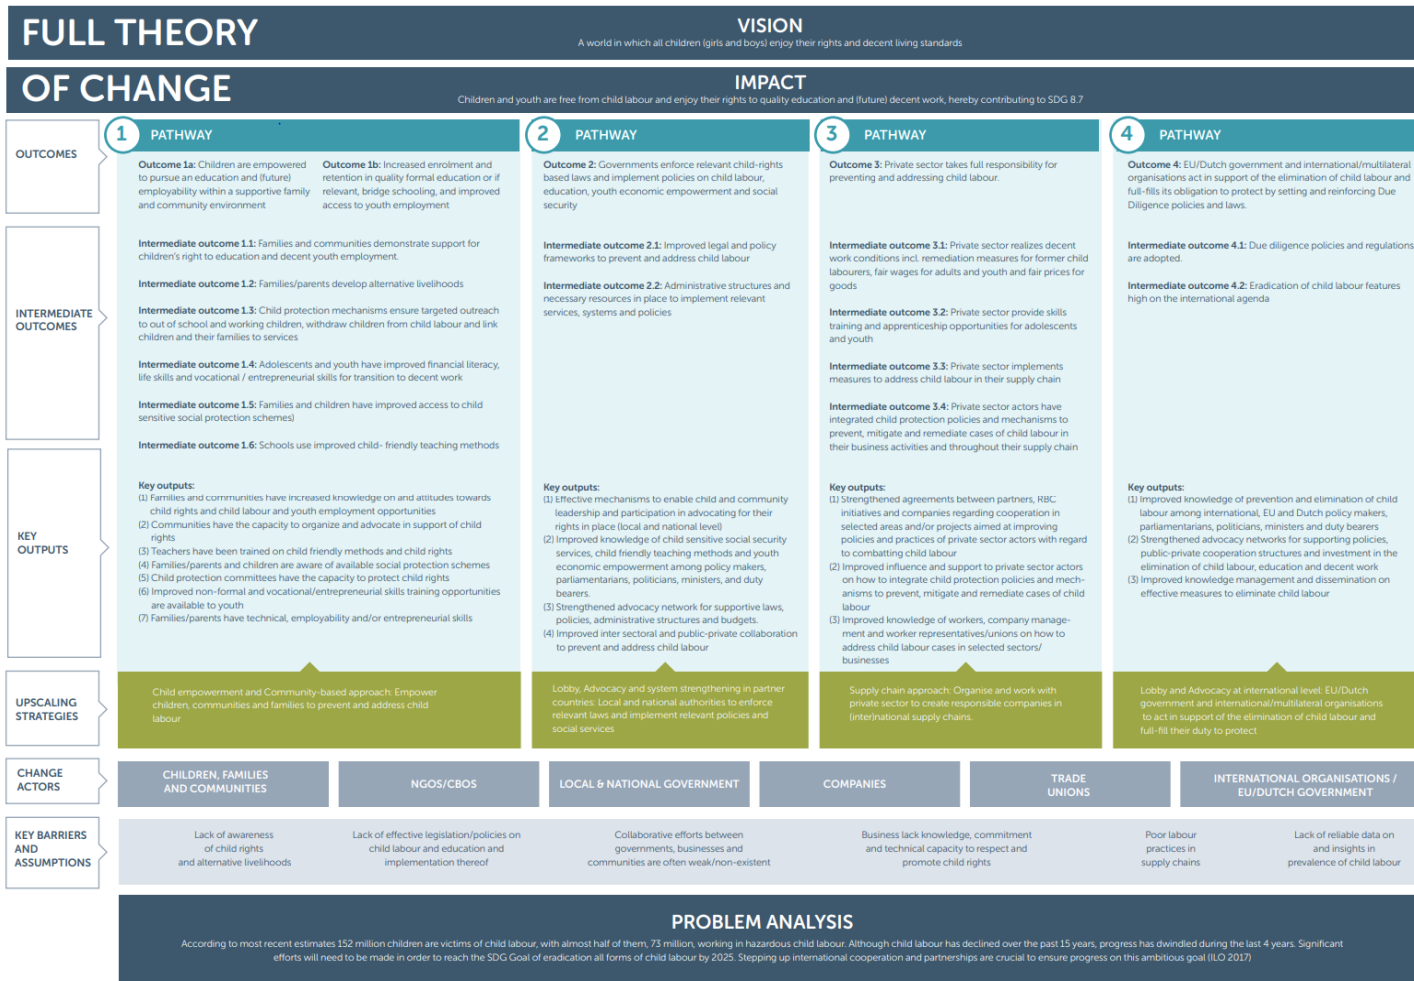 FULL THEORY
VISION
A world in which all children (girls and boys) enjoy their rights and decent living standards
OF CHANGE
IMPACT
Children and youth are free from child labour and enjoy their rights to quality education and (future) decent work, hereby contributing to SDG 8.7
OUTCOMES
1 PATHWAY
Outcome 1a: Children are empowered
to pursue an education and (future)
employability within a supportive family
and community environment
Outcome 1b: Increased enrolment and
retention in quality formal education or if
relevant, bridge schooling, and improved
access to youth employment
2 PATHWAY
Outcome 2: Governments enforce relevant child-rights
based laws and implement policies on child labour,
education, youth economic empowerment and social
security
3 PATHWAY
Outcome 3: Private sector takes full responsibility for
preventing and addressing child labour.
4 PATHWAY
Outcome 4: EU/Dutch government and international/multilateral
organisations act in support of the elimination of child labour and
full-fills its obligation to protect by setting and reinforcing Due
Diligence policies and laws.
INTERMEDIATE
OUTCOMES
Intermediate outcome 1.1: Families and communities demonstrate support for
children's right to education and decent youth employment.
Intermediate outcome 1.2: Families/parents develop alternative livelihoods
Intermediate outcome 1.3: Child protection mechanisms ensure targeted outreach
to out of school and working children, withdraw children from child labour and link
children and their families to services
Intermediate outcome 1.4: Adolescents and youth have improved financial literacy,
life skills and vocational / entrepreneurial skills for transition to decent work
Intermediate outcome 1.5: Families and children have improved access to child
sensitive social protection schemes)
Intermediate outcome 1.6: Schools use improved child- friendly teaching methods
Intermediate outcome 2.1: Improved legal and policy
frameworks to prevent and address child labour
Intermediate outcome 2.2: Administrative structures and
necessary resources in place to implement relevant
services, systems and policies
Intermediate outcome 3.1: Private sector realizes decent
work conditions incl. remediation measures for former child
labourers, fair wages for adults and youth and fair prices for
goods
Intermediate outcome 3.2: Private sector provide skills
training and apprenticeship opportunities for adolescents
and youth
Intermediate outcome 3.3: Private sector implements
measures to address child labour in their supply chain
Intermediate outcome 3.4: Private sector actors have
integrated child protection policies and mechanisms to
prevent, mitigate and remediate cases of child labour in
their business activities and throughout their supply chain
Intermediate outcome 4.1: Due diligence policies and regulations
are adopted.
Intermediate outcome 4.2: Eradication of child labour features
high on the international agenda
KEY
OUTPUTS
Key outputs:
(1) Families and communities have increased knowledge on and attitudes towards
child rights and child labour and youth employment opportunities
(2) Communities have the capacity to organize and advocate in support of child
rights
(3) Teachers have been trained on child friendly methods and child rights
(4) Families/parents and children are aware of available social protection schemes
(5) Child protection committees have the capacity to protect child rights
(6) Improved non-formal and vocational/entrepreneurial skills training opportunities
are available to youth
(7) Families/parents have technical, employability and/or entrepreneurial skills
Key outputs:
(1) Effective mechanisms to enable child and community
leadership and participation in advocating for their
rights in place (local and national level)
(2) Improved knowledge of child sensitive social security
services, child friendly teaching methods and youth
economic empowerment among policy makers,
parliamentarians, politicians, ministers, and duty
bearers.
(3) Strengthened advocacy network for supportive laws,
policies, administrative structures and budgets.
(4) Improved inter sectoral and public-private collaboration
to prevent and address child labour
Key outputs:
(1) Strengthened agreements between partners, RBC
initiatives and companies regarding cooperation in
selected areas and/or projects aimed at improving
policies and practices of private sector actors with regard
to combatting child labour
(2) Improved influence and support to private sector actors
on how to integrate child protection policies and mech-
anisms to prevent, mitigate and remediate cases of child
labour
(3) Improved knowledge of workers, company manage-
ment and worker representatives/unions on how to
address child labour cases in selected sectors/
businesses
Key outputs:
(1) Improved knowledge of prevention and elimination of child
labour among international, EU and Dutch policy makers,
parlamentarians, politicians, ministers and duty bearers
(2) Strengthened advocacy networks for supporting policies,
public-private cooperation structures and investment in the
elimination of child labour, education and decent work
(3) Improved knowledge management and dissemination on
effective measures to eliminate child labour
UPSCALING
STRATEGIES
Child empowerment and Community-based approach: Empower
children, communities and families to prevent and address child
labour
Lobby, Advocacy and system strengthening in partner
countries: Local and national authorities to enforce
relevant laws and implement relevant policies and
social services
Supply chain approach: Organise and work with
private sector to create responsible companies in
(inter)national supply chains.
Lobby and Advocacy at international level: EU/Dutch
government and international/multilateral organisations
to act in support of the elimination of child labour and
full-fill their duty to protect
CHANGE
ACTORS
CHILDREN, FAMILIES
AND COMMUNITIES
NGOS/CBOS
LOCAL & NATIONAL GOVERNMENT
COMPANIES
TRADE
UNIONS
INTERNATIONAL ORGANISATIONS /
EU/DUTCH GOVERNMENT
KEY BARRIERS
AND
ASSUMPTIONS
Lack of awareness
of child rights
and alternative livelihoods
Lack of effective legislation/policies on
child labour and education and
implementation thereof
Collaborative efforts between
governments, businesses and
communities are often weak/non-existent
Business lack knowledge, commitment
and technical capacity to respect and
promote child rights
Poor labour
practices in
supply chains
Lack of reliable data on
and insights in
prevalence of child labour
PROBLEM ANALYSIS
According to most recent estimates 152 million children are victims of child labour, with almost half of them, 73 million, working in hazardous child labour. Although child labour has declined over the past 15 years, progress has dwindled during the last 4 years. Significant
efforts will need to be made in order to reach the SDG Goal of eradication all forms of child labour by 2025. Stepping up international cooperation and partnerships are crucial to ensure progress on this ambitious goal (ILO 2017)